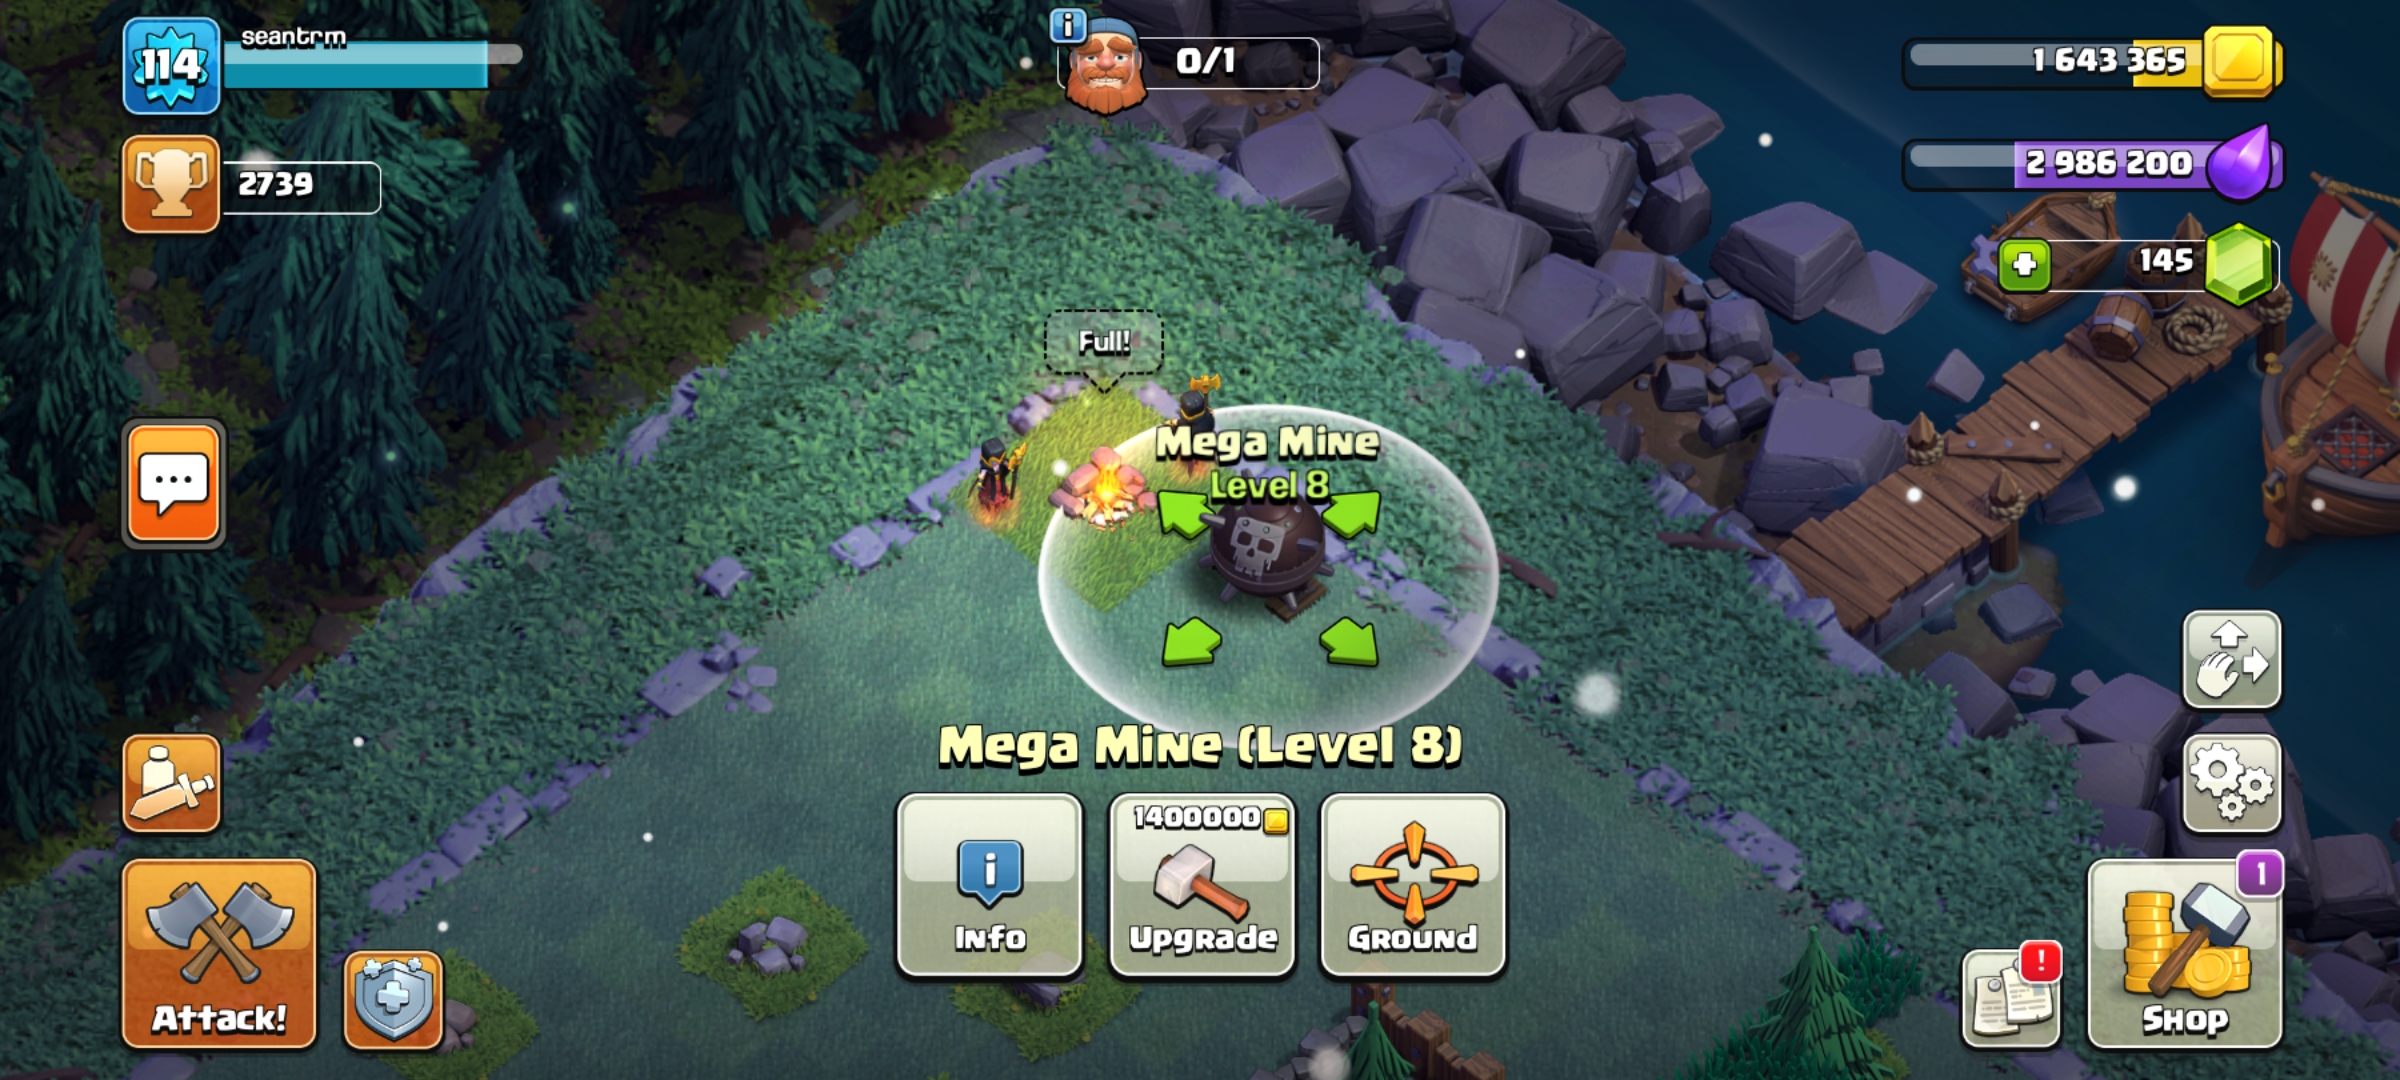 114
seantrm
0/1
1 643 365
2739
2 986 200
145
Full!
Mega Mine
Level 8
Mega Mine (Level 8)
Info
1400000
Upgrade
Ground
Attack!
1
!
Shop